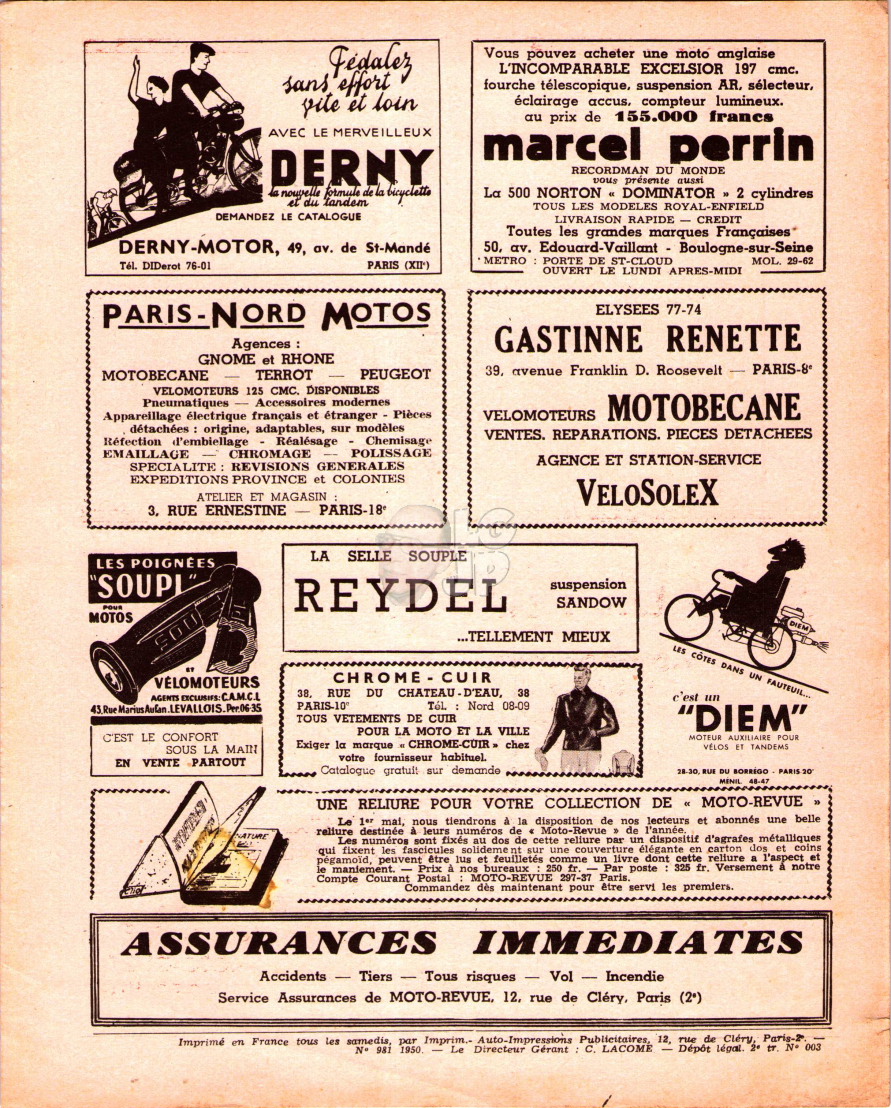 Pédalez
sans effort
vite et loin
AVEC LE MERVEILLEUX
DERNY
la nouvelle formule de la bicyclette
et du tandem
DEMANDEZ LE CATALOGUE
DERNY-MOTOR, 49, av. de St-Mandé
Tél. DIDerot 76-01 PARIS (XIIe)
Vous pouvez acheter une moto anglaise
L'INCOMPARABLE EXCELSIOR 197 cmc.
fourche télescopique, suspension AR, sélecteur,
éclairage accus, compteur lumineux.
au prix de 155.000 francs
marcel perrin
RECORDMAN DU MONDE
vous présente aussi
La 500 NORTON « DOMINATOR » 2 cylindres
TOUS LES MODELES ROYAL-ENFIELD
LIVRAISON RAPIDE — CREDIT
Toutes les grandes marques Françaises
50, av. Edouard-Vaillant - Boulogne-sur-Seine
METRO : PORTE DE ST-CLOUD MOL. 29-62
OUVERT LE LUNDI APRES-MIDI
PARIS-NORD MOTOS
Agences :
GNOME et RHONE
MOTOBECANE — TERROT — PEUGEOT
VELOMOTEURS 125 CMC. DISPONIBLES
Pneumatiques — Accessoires modernes
Appareillage électrique français et étranger - Pièces
détachées : origine, adaptables, sur modèles
Réfection d'embiellage - Réalésage - Chemisage
EMAILLAGE — CHROMAGE — POLISSAGE
SPECIALITE : REVISIONS GENERALES
EXPEDITIONS PROVINCE et COLONIES
ATELIER ET MAGASIN :
3, RUE ERNESTINE — PARIS-18e
ELYSEES 77-74
GASTINNE RENETTE
39, avenue Franklin D. Roosevelt — PARIS-8e
VELOMOTEURS MOTOBECANE
VENTES. REPARATIONS. PIECES DETACHEES
AGENCE ET STATION-SERVICE
VELOSOLEX
LES POIGNÉES
"SOUPL"
POUR
MOTOS
ET
VÉLOMOTEURS
AGENTS EXCLUSIFS: C.A.M.C.L
43, Rue Marius Aufan. LEVALLOIS. Per. 06-35
C'EST LE CONFORT
SOUS LA MAIN
EN VENTE PARTOUT
LA SELLE SOUPLE
REYDEL
suspension
SANDOW
...TELLEMENT MIEUX
CHROME-CUIR
38, RUE DU CHATEAU-D'EAU, 38
PARIS-10e Tél. : Nord 08-09
TOUS VETEMENTS DE CUIR
POUR LA MOTO ET LA VILLE
Exiger la marque « CHROME-CUIR » chez
votre fournisseur habituel.
Catalogue gratuit sur demande
DIEM
LES CÔTES DANS UN FAUTEUIL...
c'est un
"DIEM"
MOTEUR AUXILIAIRE POUR
VÉLOS ET TANDEMS
28-30, RUE DU BORRÉGO - PARIS 20e
MÉNIL. 48-47
UNE RELIURE POUR VOTRE COLLECTION DE « MOTO-REVUE »
Le 1er mai, nous tiendrons à la disposition de nos lecteurs et abonnés une belle
reliure destinée à leurs numéros de « Moto-Revue » de l'année.
Les numéros sont fixés au dos de cette reliure par un dispositif d'agrafes métalliques
qui fixent les fascicules solidement sur une couverture élégante en carton dos et coins
pégamoïd, peuvent être lus et feuilletés comme un livre dont cette reliure a l'aspect et
le maniement. — Prix à nos bureaux : 250 fr. — Par poste : 325 fr. Versement à notre
Compte Courant Postal : MOTO-REVUE 297-37 Paris.
Commandez dès maintenant pour être servi les premiers.
ASSURANCES IMMEDIATES
Accidents — Tiers — Tous risques — Vol — Incendie
Service Assurances de MOTO-REVUE, 12, rue de Cléry, Paris (2e)
Imprimé en France tous les samedis, par Imprim.- Auto-Impressions Publicitaires, 12, rue de Cléry, Paris-2e. —
N° 981 1950. — Le Directeur Gérant : C. LACOME — Dépôt légal. 2e tr. N° 003